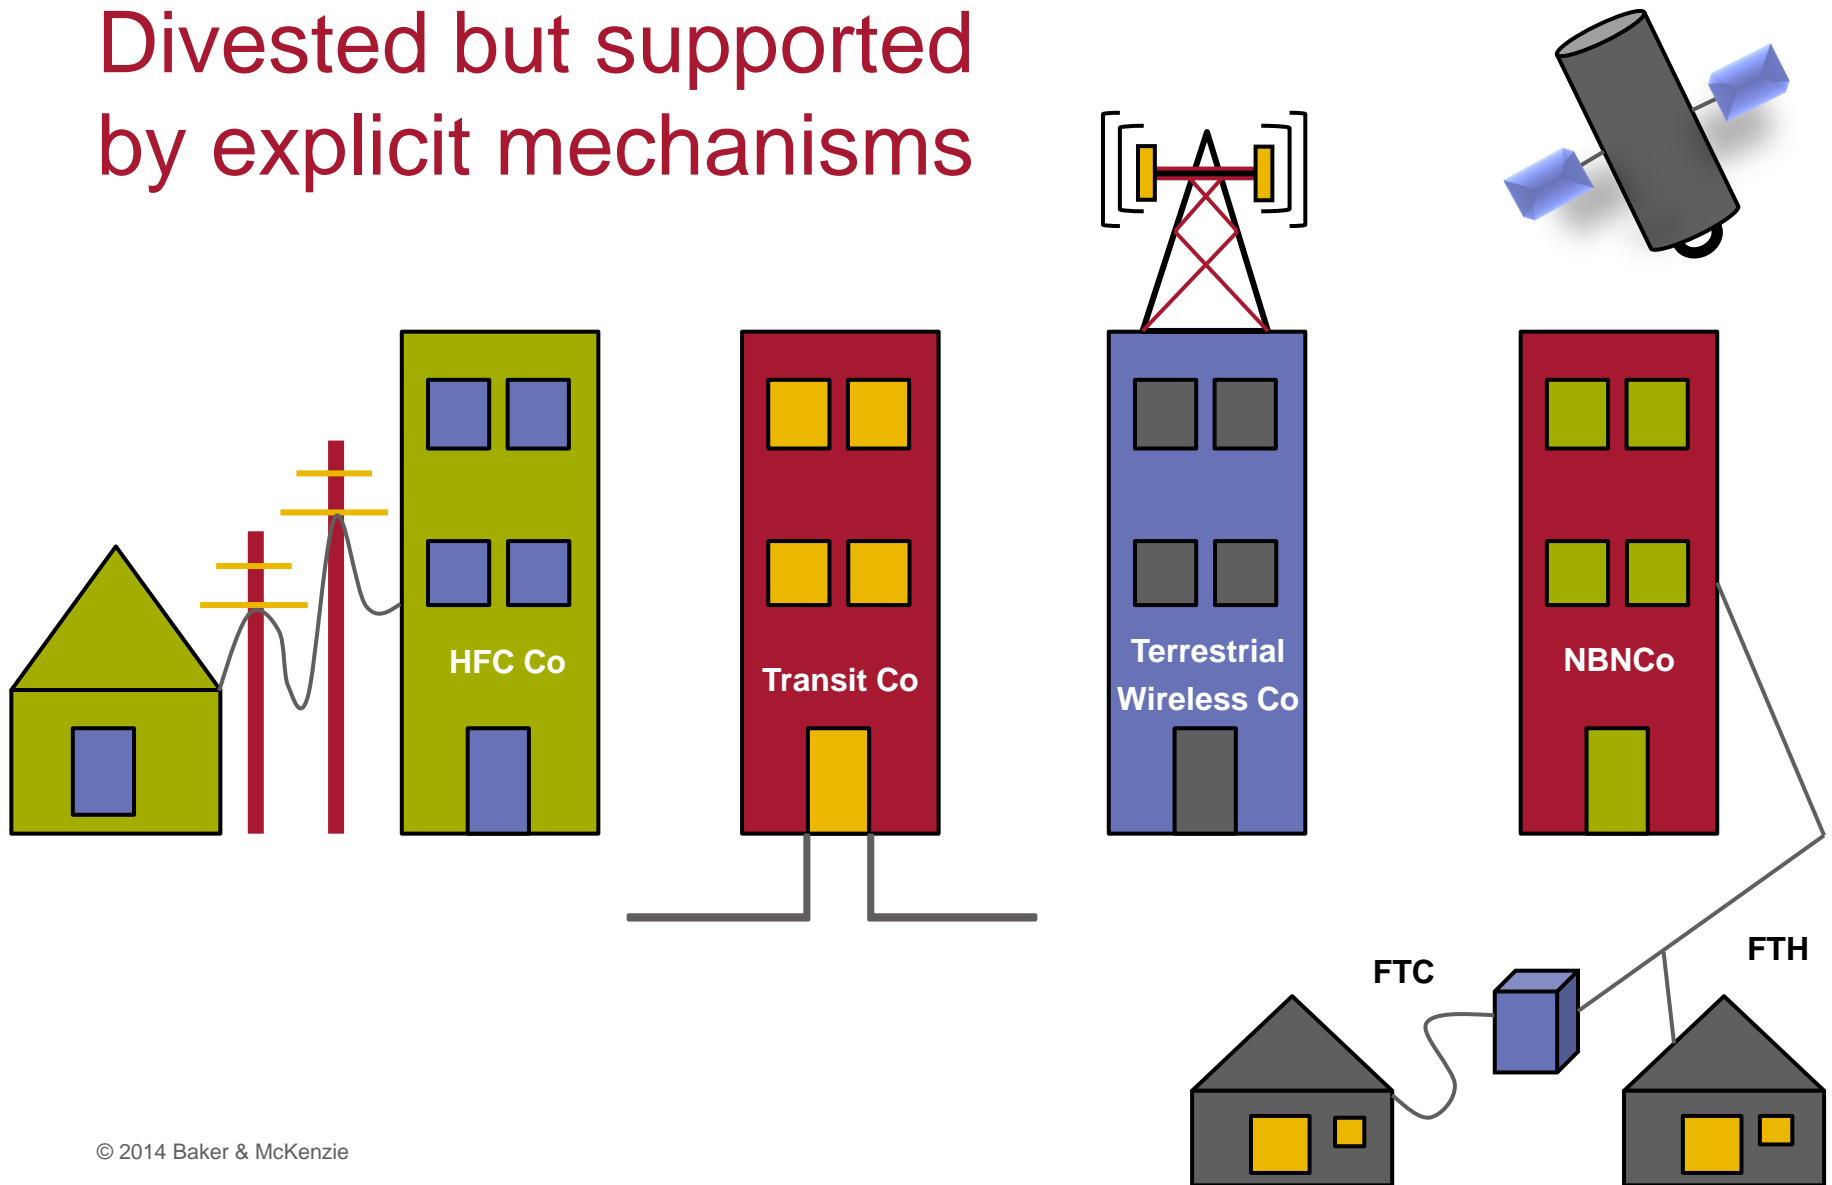 Divested but supported
by explicit mechanisms
HFC Co
Transit Co
Terrestrial
Wireless Co
NBNCo
FTC
FTH
© 2014 Baker & McKenzie